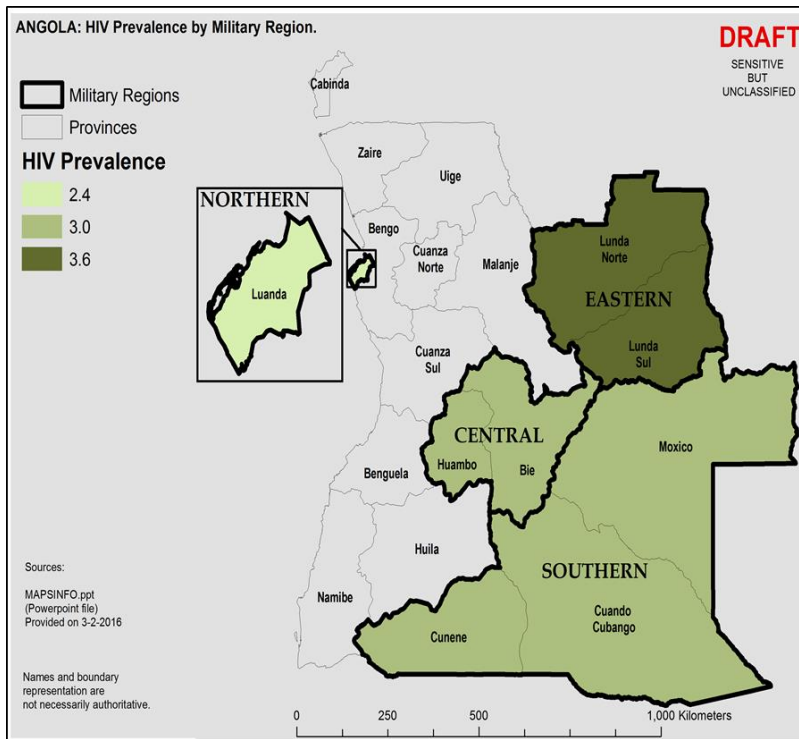 ANGOLA: HIV Prevalence by Military Region.
DRAFT
SENSITIVE
BUT
UNCLASSIFIED
Military Regions
Provinces
HIV Prevalence
2.4
3.0
3.6
Cabinda
Zaire
Uige
NORTHERN
Luanda
Bengo
Cuanza
Norte
Malanje
Lunda
Norte
EASTERN
Lunda
Sul
Cuanza
Sul
CENTRAL
Huambo
Bie
Moxico
Benguela
Huila
Namibe
SOUTHERN
Cunene
Cuando
Cubango
Sources:
MAPSINFO.ppt
(Powerpoint file)
Provided on 3-2-2016
Names and boundary
representation are
not necessarily authoritative.
0 250 500 1,000 Kilometers